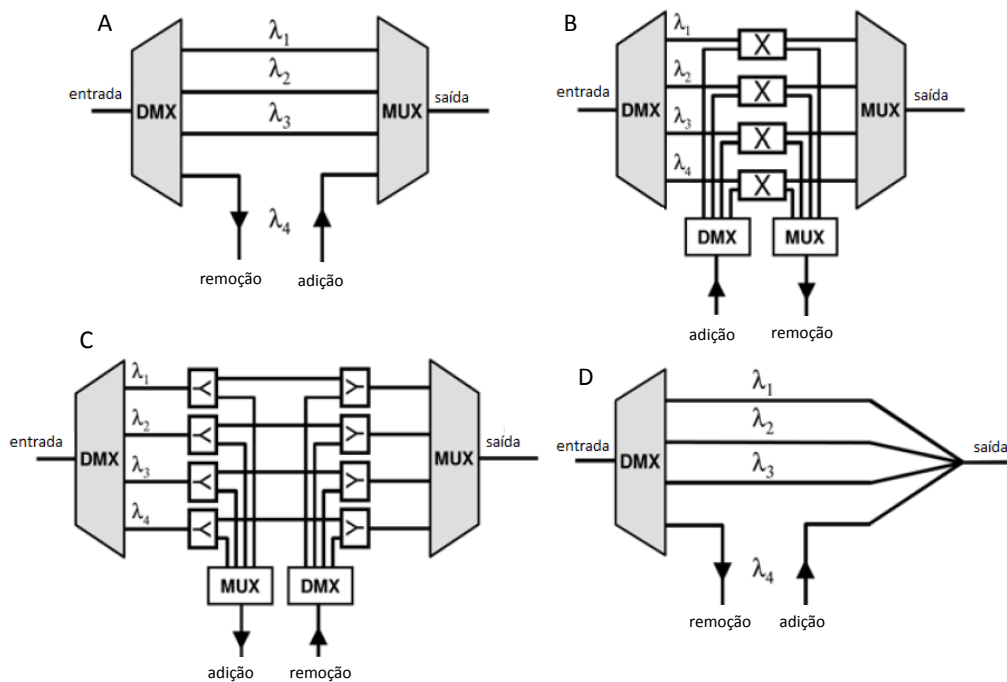 A
λ1
λ2
λ3
entrada
DMX
MUX
saída
λ4
remoção
adição
B
λ1
X
λ2
X
entrada
DMX
MUX
saída
λ3
X
λ4
X
DMX
MUX
adição
remoção
C
λ1
λ2
entrada
DMX
MUX
saída
λ3
λ4
MUX
DMX
adição
remoção
D
λ1
λ2
entrada
DMX
saída
λ3
λ4
remoção
adição